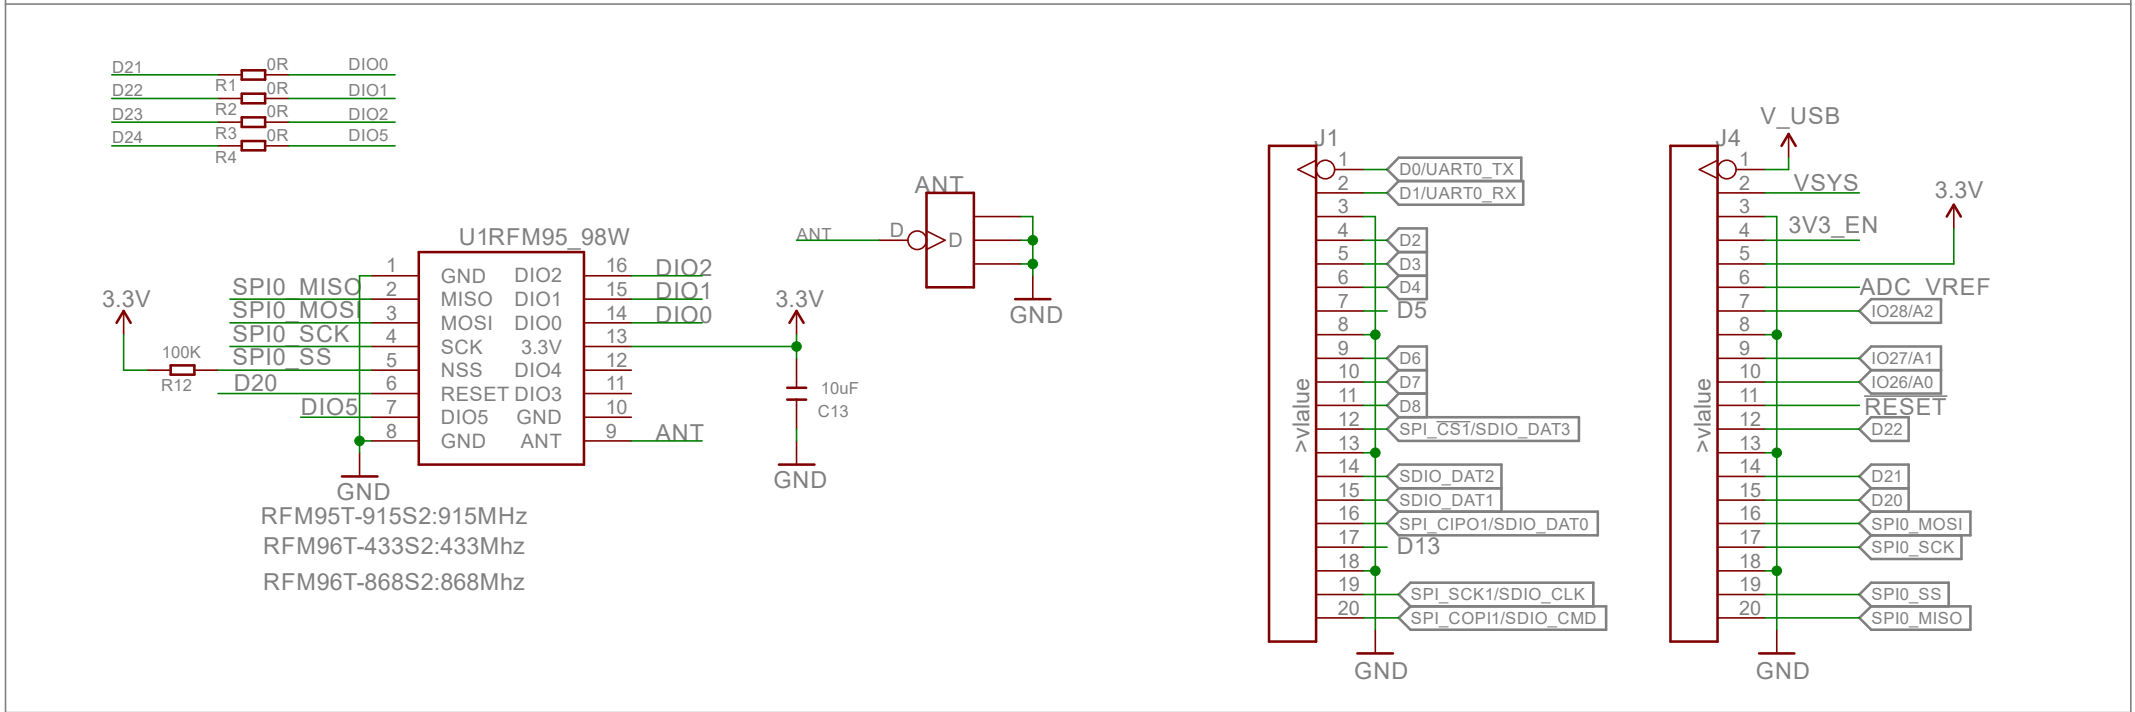 D21 0R DIO0
R1
D22 0R DIO1
R2
D23 0R DIO2
R3
D24 0R DIO5
R4
U1RFM95_98W
1 GND DIO2 16 DIO2
SPI0_MISO 2 MISO DIO1 15 DIO1
SPI0_MOSI 3 MOSI DIO0 14 DIO0
SPI0_SCK 4 SCK 3.3V 13
SPI0_SS 5 NSS DIO4 12
D20 6 RESET DIO3 11
DIO5 7 DIO5 GND 10
8 GND ANT 9 ANT
3.3V
100K
R12
GND
RFM95T-915S2:915MHz
RFM96T-433S2:433Mhz
RFM96T-868S2:868Mhz
3.3V
10uF
C13
GND
ANT
ANT D D
GND
J1
1 D0/UART0_TX
2 D1/UART0_RX
3
4 D2
5 D3
6 D4
7 D5
8
9 D6
10 D7
11 D8
12 SPI_CS1/SDIO_DAT3
13
14 SDIO_DAT2
15 SDIO_DAT1
16 SPI_CIPO1/SDIO_DAT0
17 D13
18
19 SPI_SCK1/SDIO_CLK
20 SPI_COPI1/SDIO_CMD
>vlalue
GND
V_USB
J4
1
2 VSYS
3.3V
3
4 3V3_EN
5
6 ADC_VREF
7 IO28/A2
8
9 IO27/A1
10 IO26/A0
11 RESET
12 D22
13
14 D21
15 D20
16 SPI0_MOSI
17 SPI0_SCK
18
19 SPI0_SS
20 SPI0_MISO
>vlalue
GND